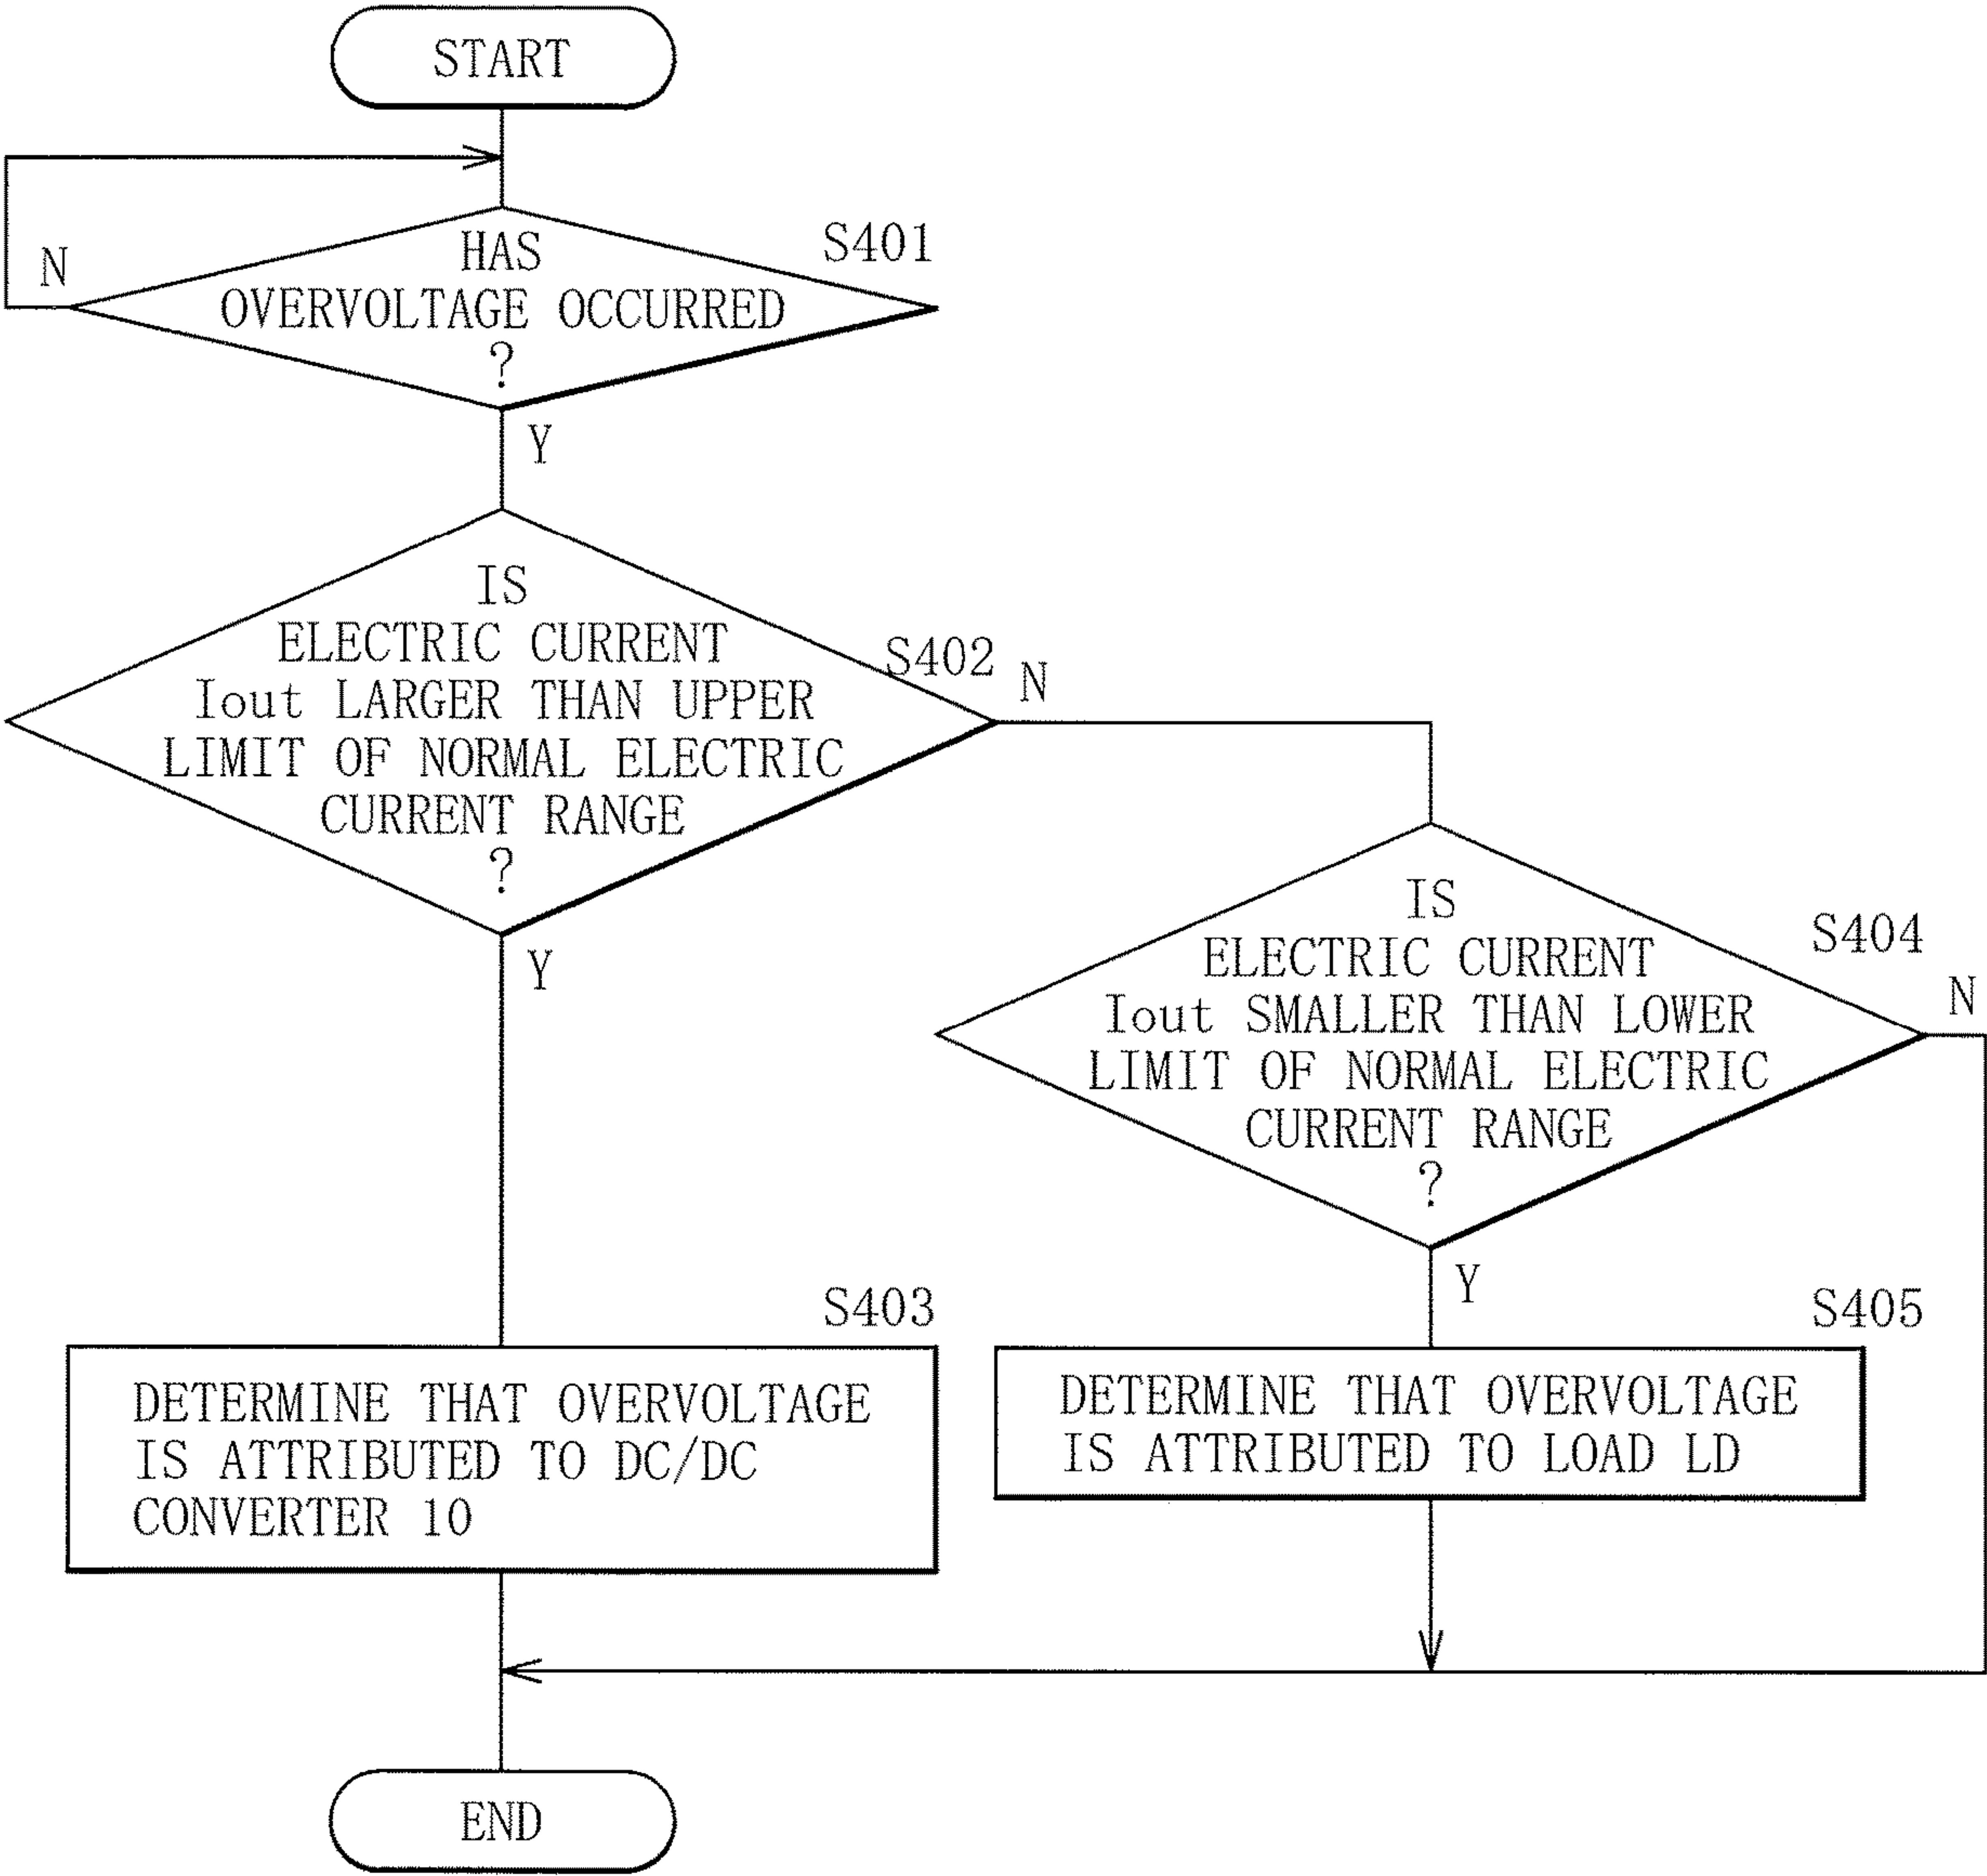 START
S401
N
HAS
OVERVOLTAGE OCCURRED
?
Y
S402
N
IS
ELECTRIC CURRENT
Iout LARGER THAN UPPER
LIMIT OF NORMAL ELECTRIC
CURRENT RANGE
?
Y
S404
N
IS
ELECTRIC CURRENT
Iout SMALLER THAN LOWER
LIMIT OF NORMAL ELECTRIC
CURRENT RANGE
?
Y
S403
DETERMINE THAT OVERVOLTAGE
IS ATTRIBUTED TO DC/DC
CONVERTER 10
S405
DETERMINE THAT OVERVOLTAGE
IS ATTRIBUTED TO LOAD LD
END